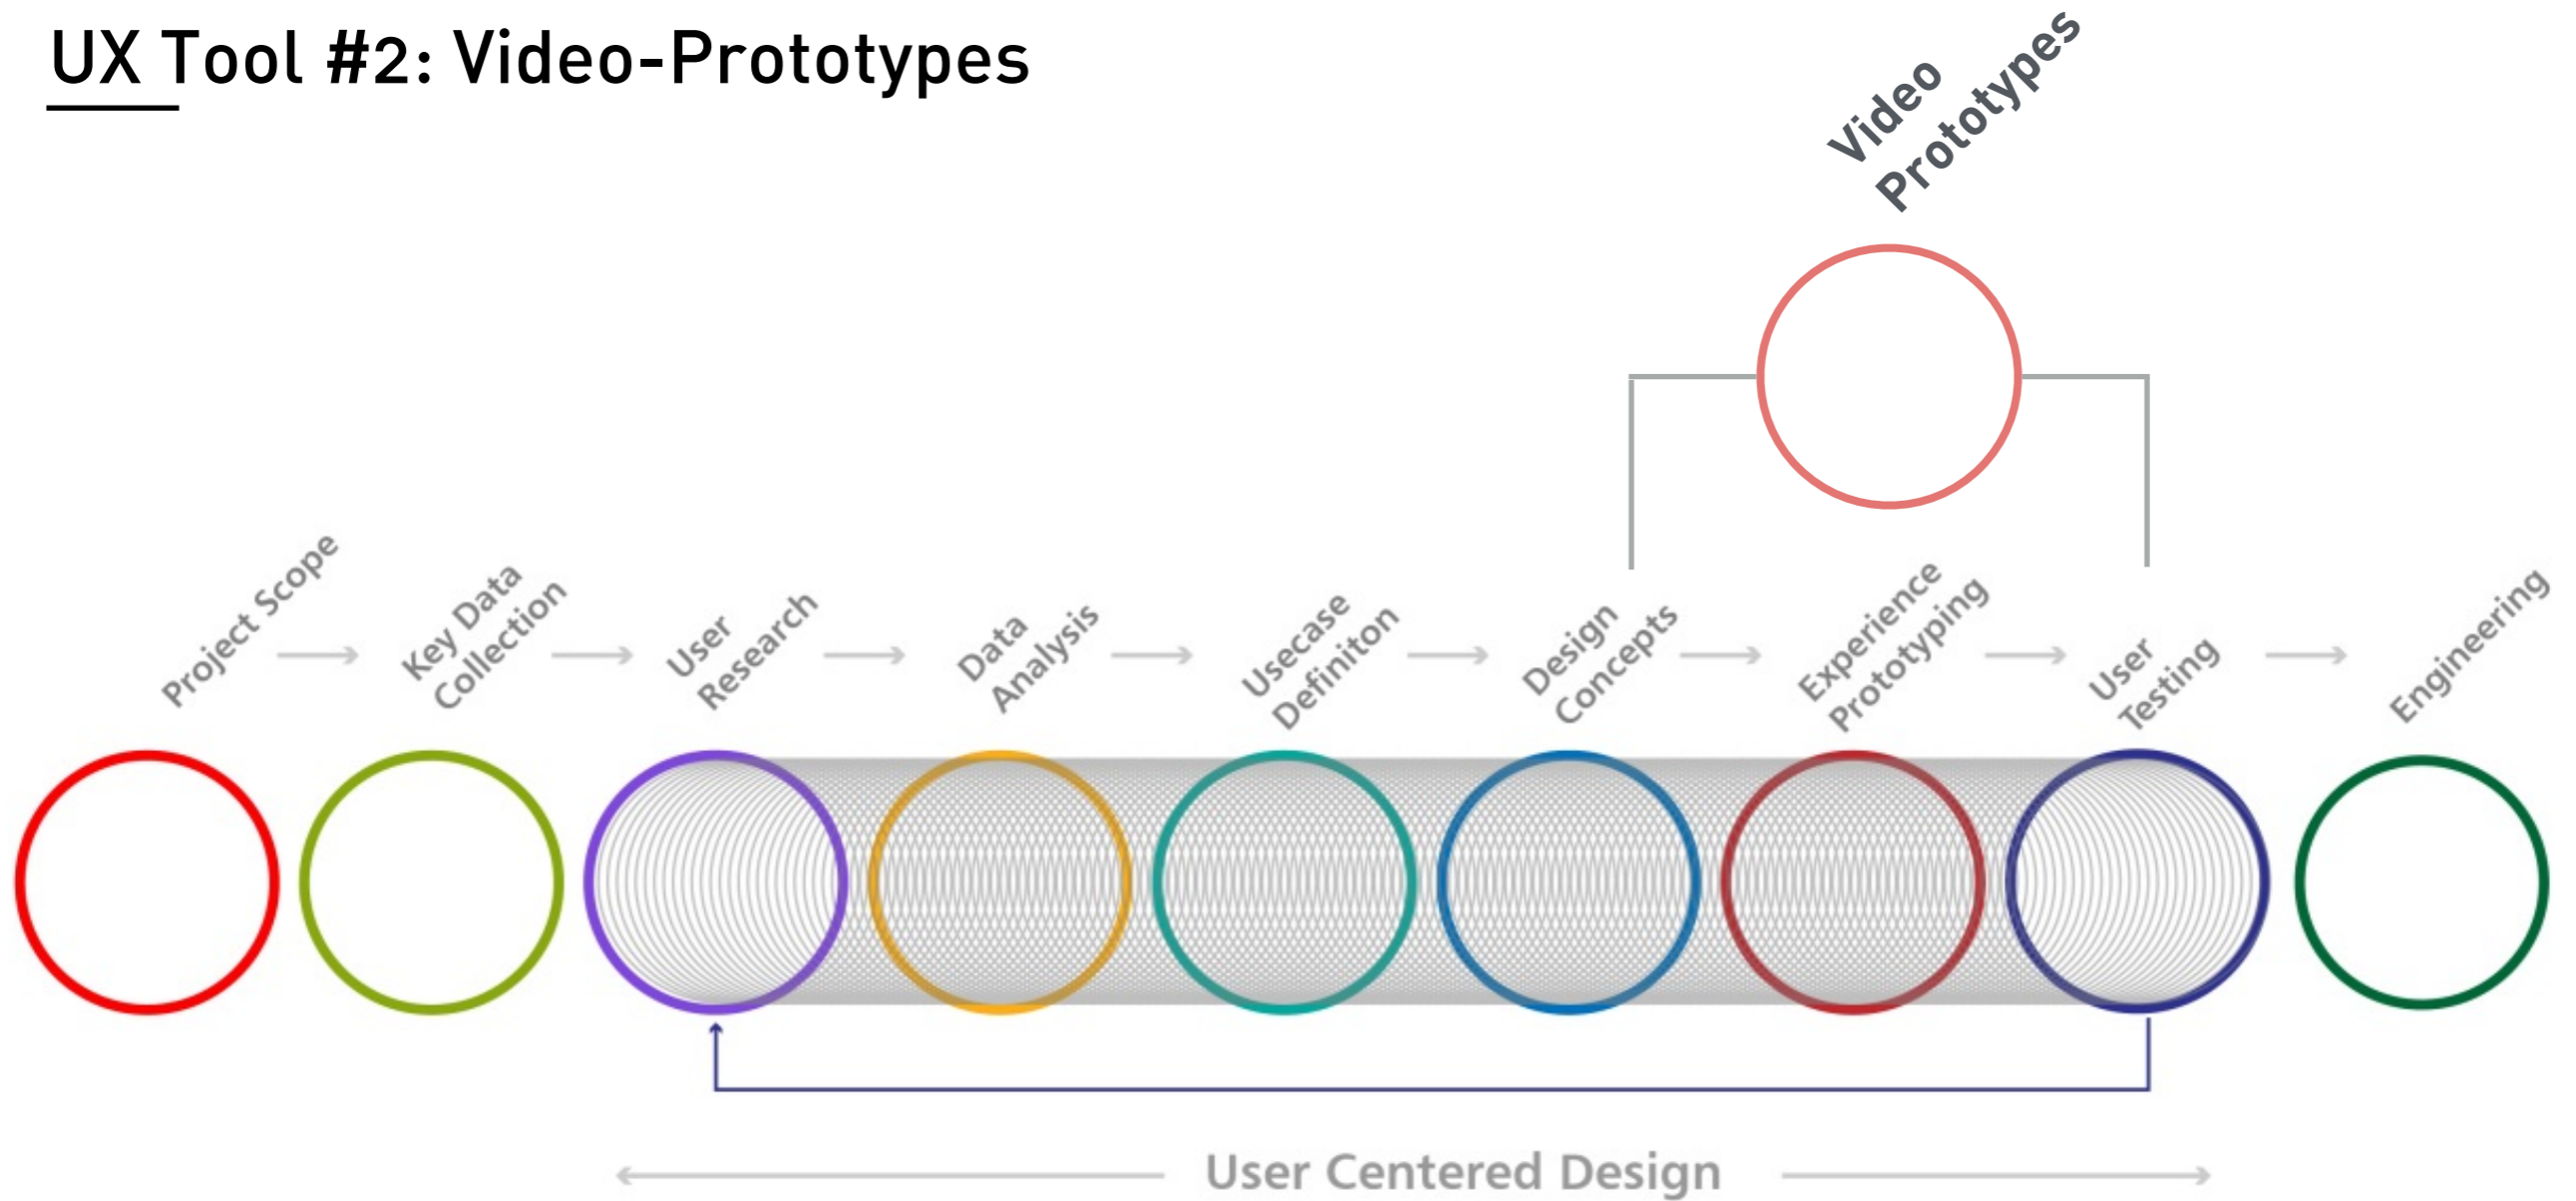 UX Tool #2: Video-Prototypes
Video
Prototypes
Project Scope
Key Data
Collection
User
Research
Data
Analysis
Usecase
Definiton
Design
Concepts
Experience
Prototyping
User
Testing
Engineering
User Centered Design